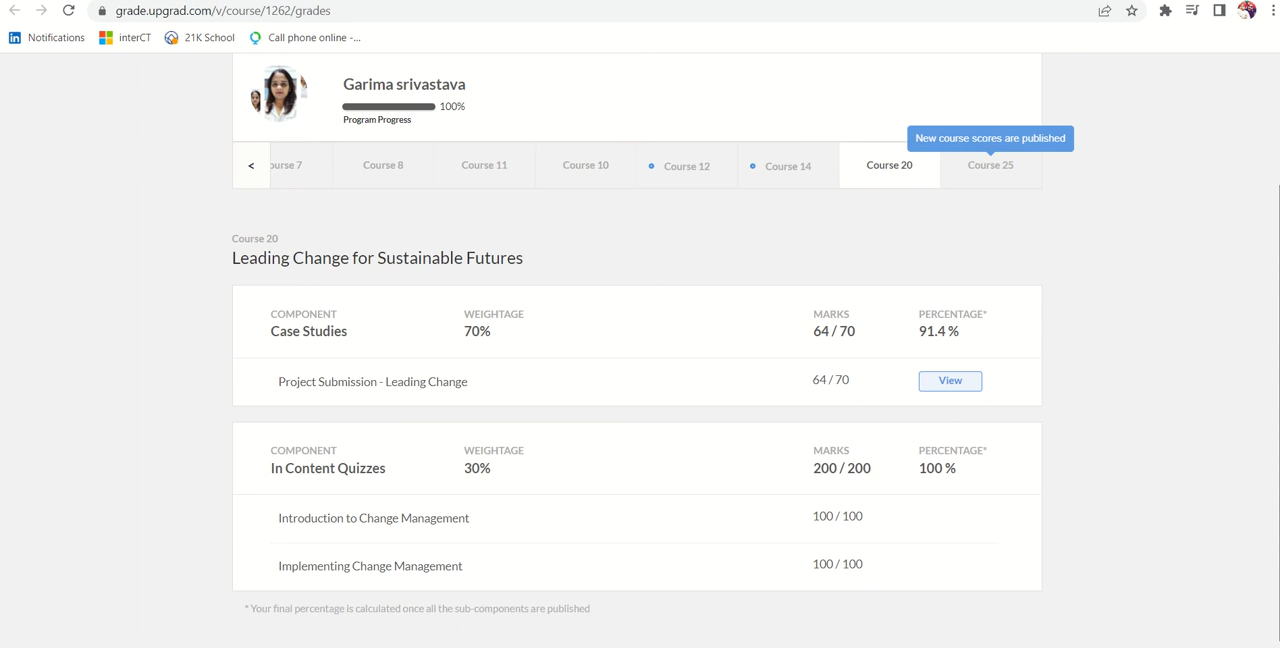 grade.upgrad.com/v/course/1262/grades
Notifications interCT 21K School Call phone online -...
Garima srivastava
100%
Program Progress
New course scores are published
< ourse 7 Course 8 Course 11 Course 10 Course 12 Course 14 Course 20 Course 25
Course 20
Leading Change for Sustainable Futures
COMPONENT WEIGHTAGE MARKS PERCENTAGE*
Case Studies 70% 64 / 70 91.4 %
Project Submission - Leading Change 64 / 70 View
COMPONENT WEIGHTAGE MARKS PERCENTAGE*
In Content Quizzes 30% 200 / 200 100 %
Introduction to Change Management 100 / 100
Implementing Change Management 100 / 100
* Your final percentage is calculated once all the sub-components are published